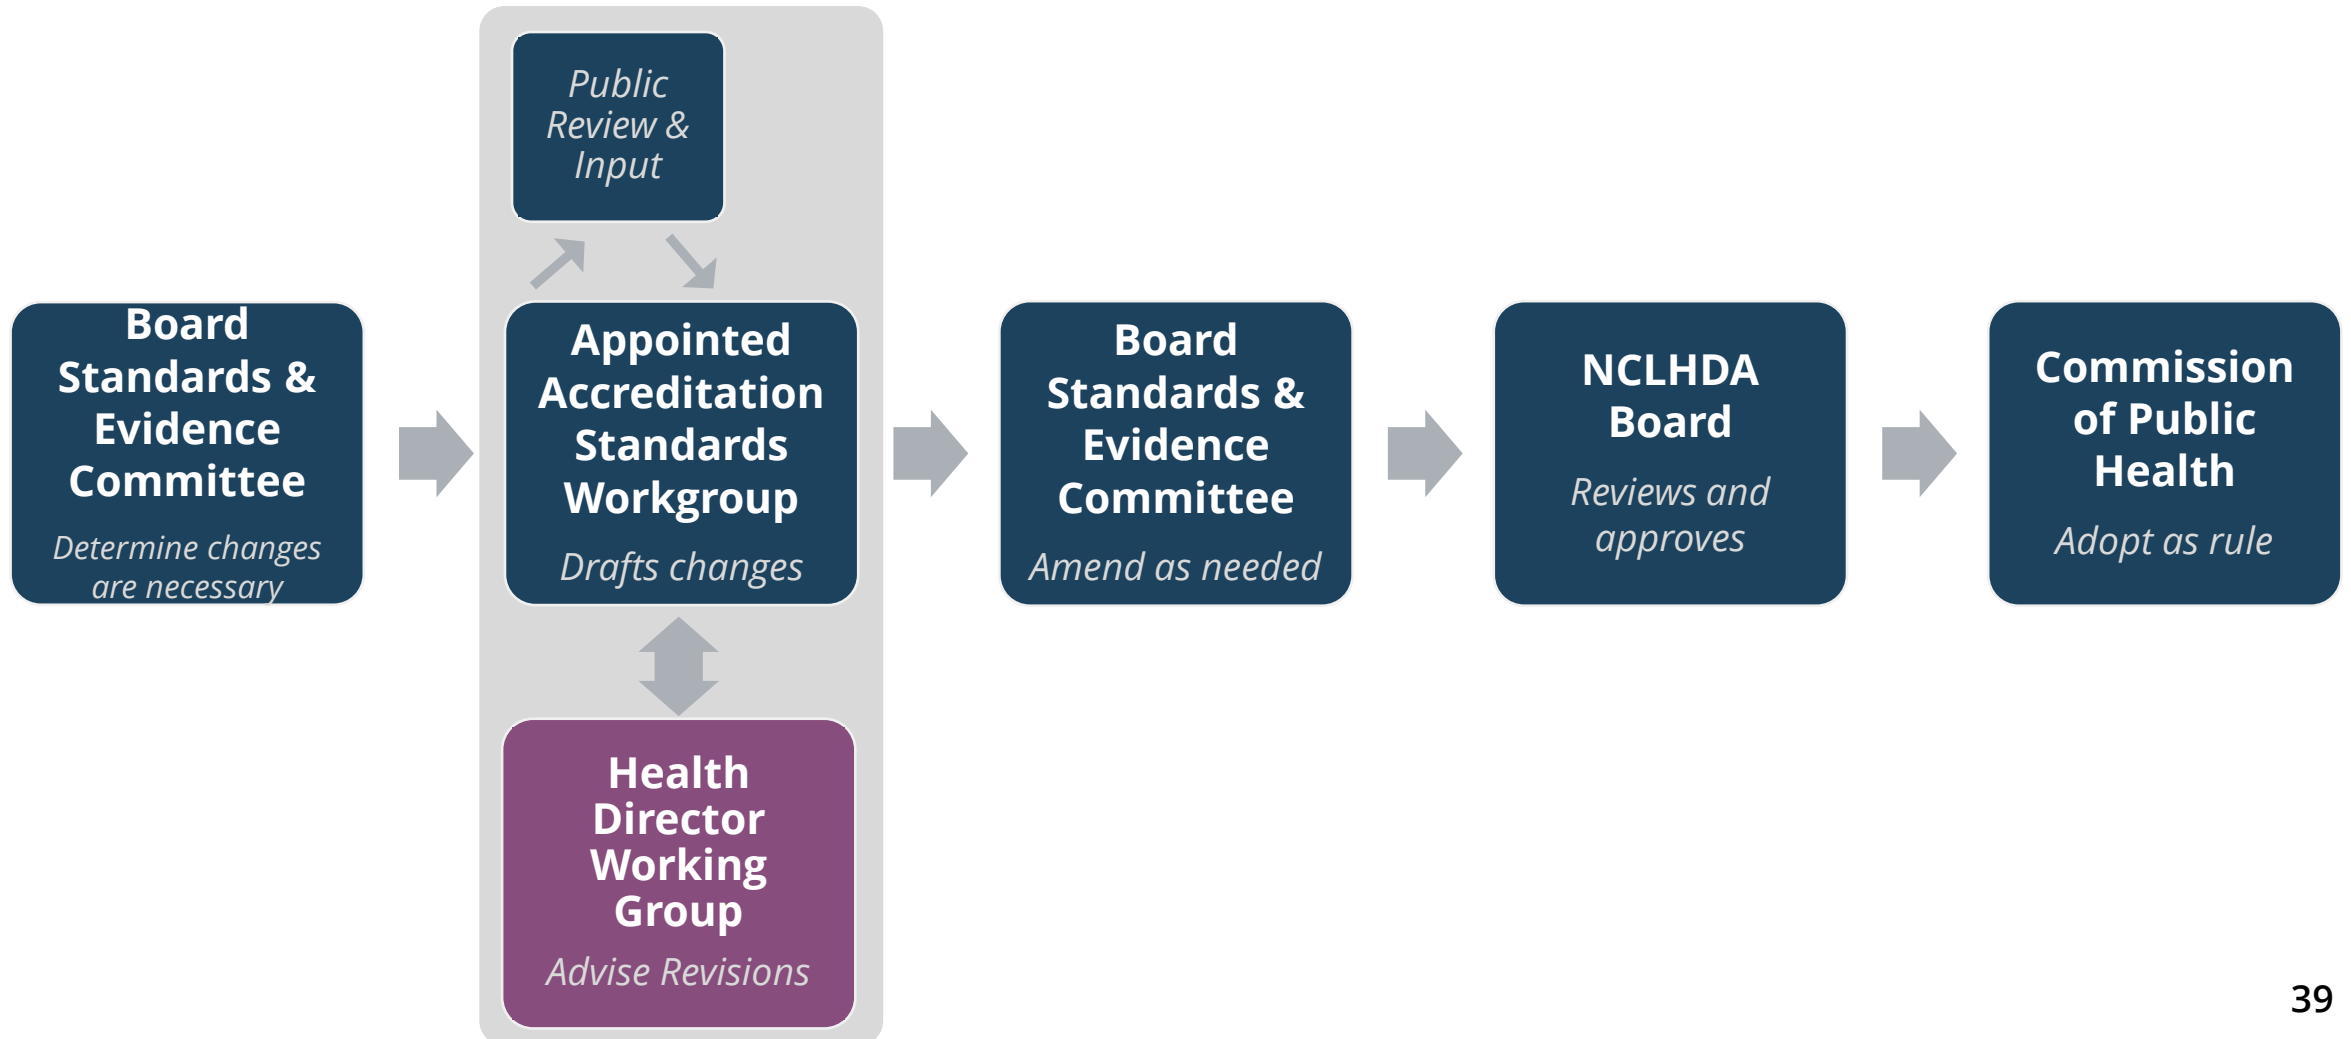 Public
Review &
Input
Board
Standards &
Evidence
Committee
Determine changes
are necessary
Appointed
Accreditation
Standards
Workgroup
Drafts changes
Board
Standards &
Evidence
Committee
Amend as needed
NCLHDA
Board
Reviews and
approves
Commission
of Public
Health
Adopt as rule
Health
Director
Working
Group
Advise Revisions
39